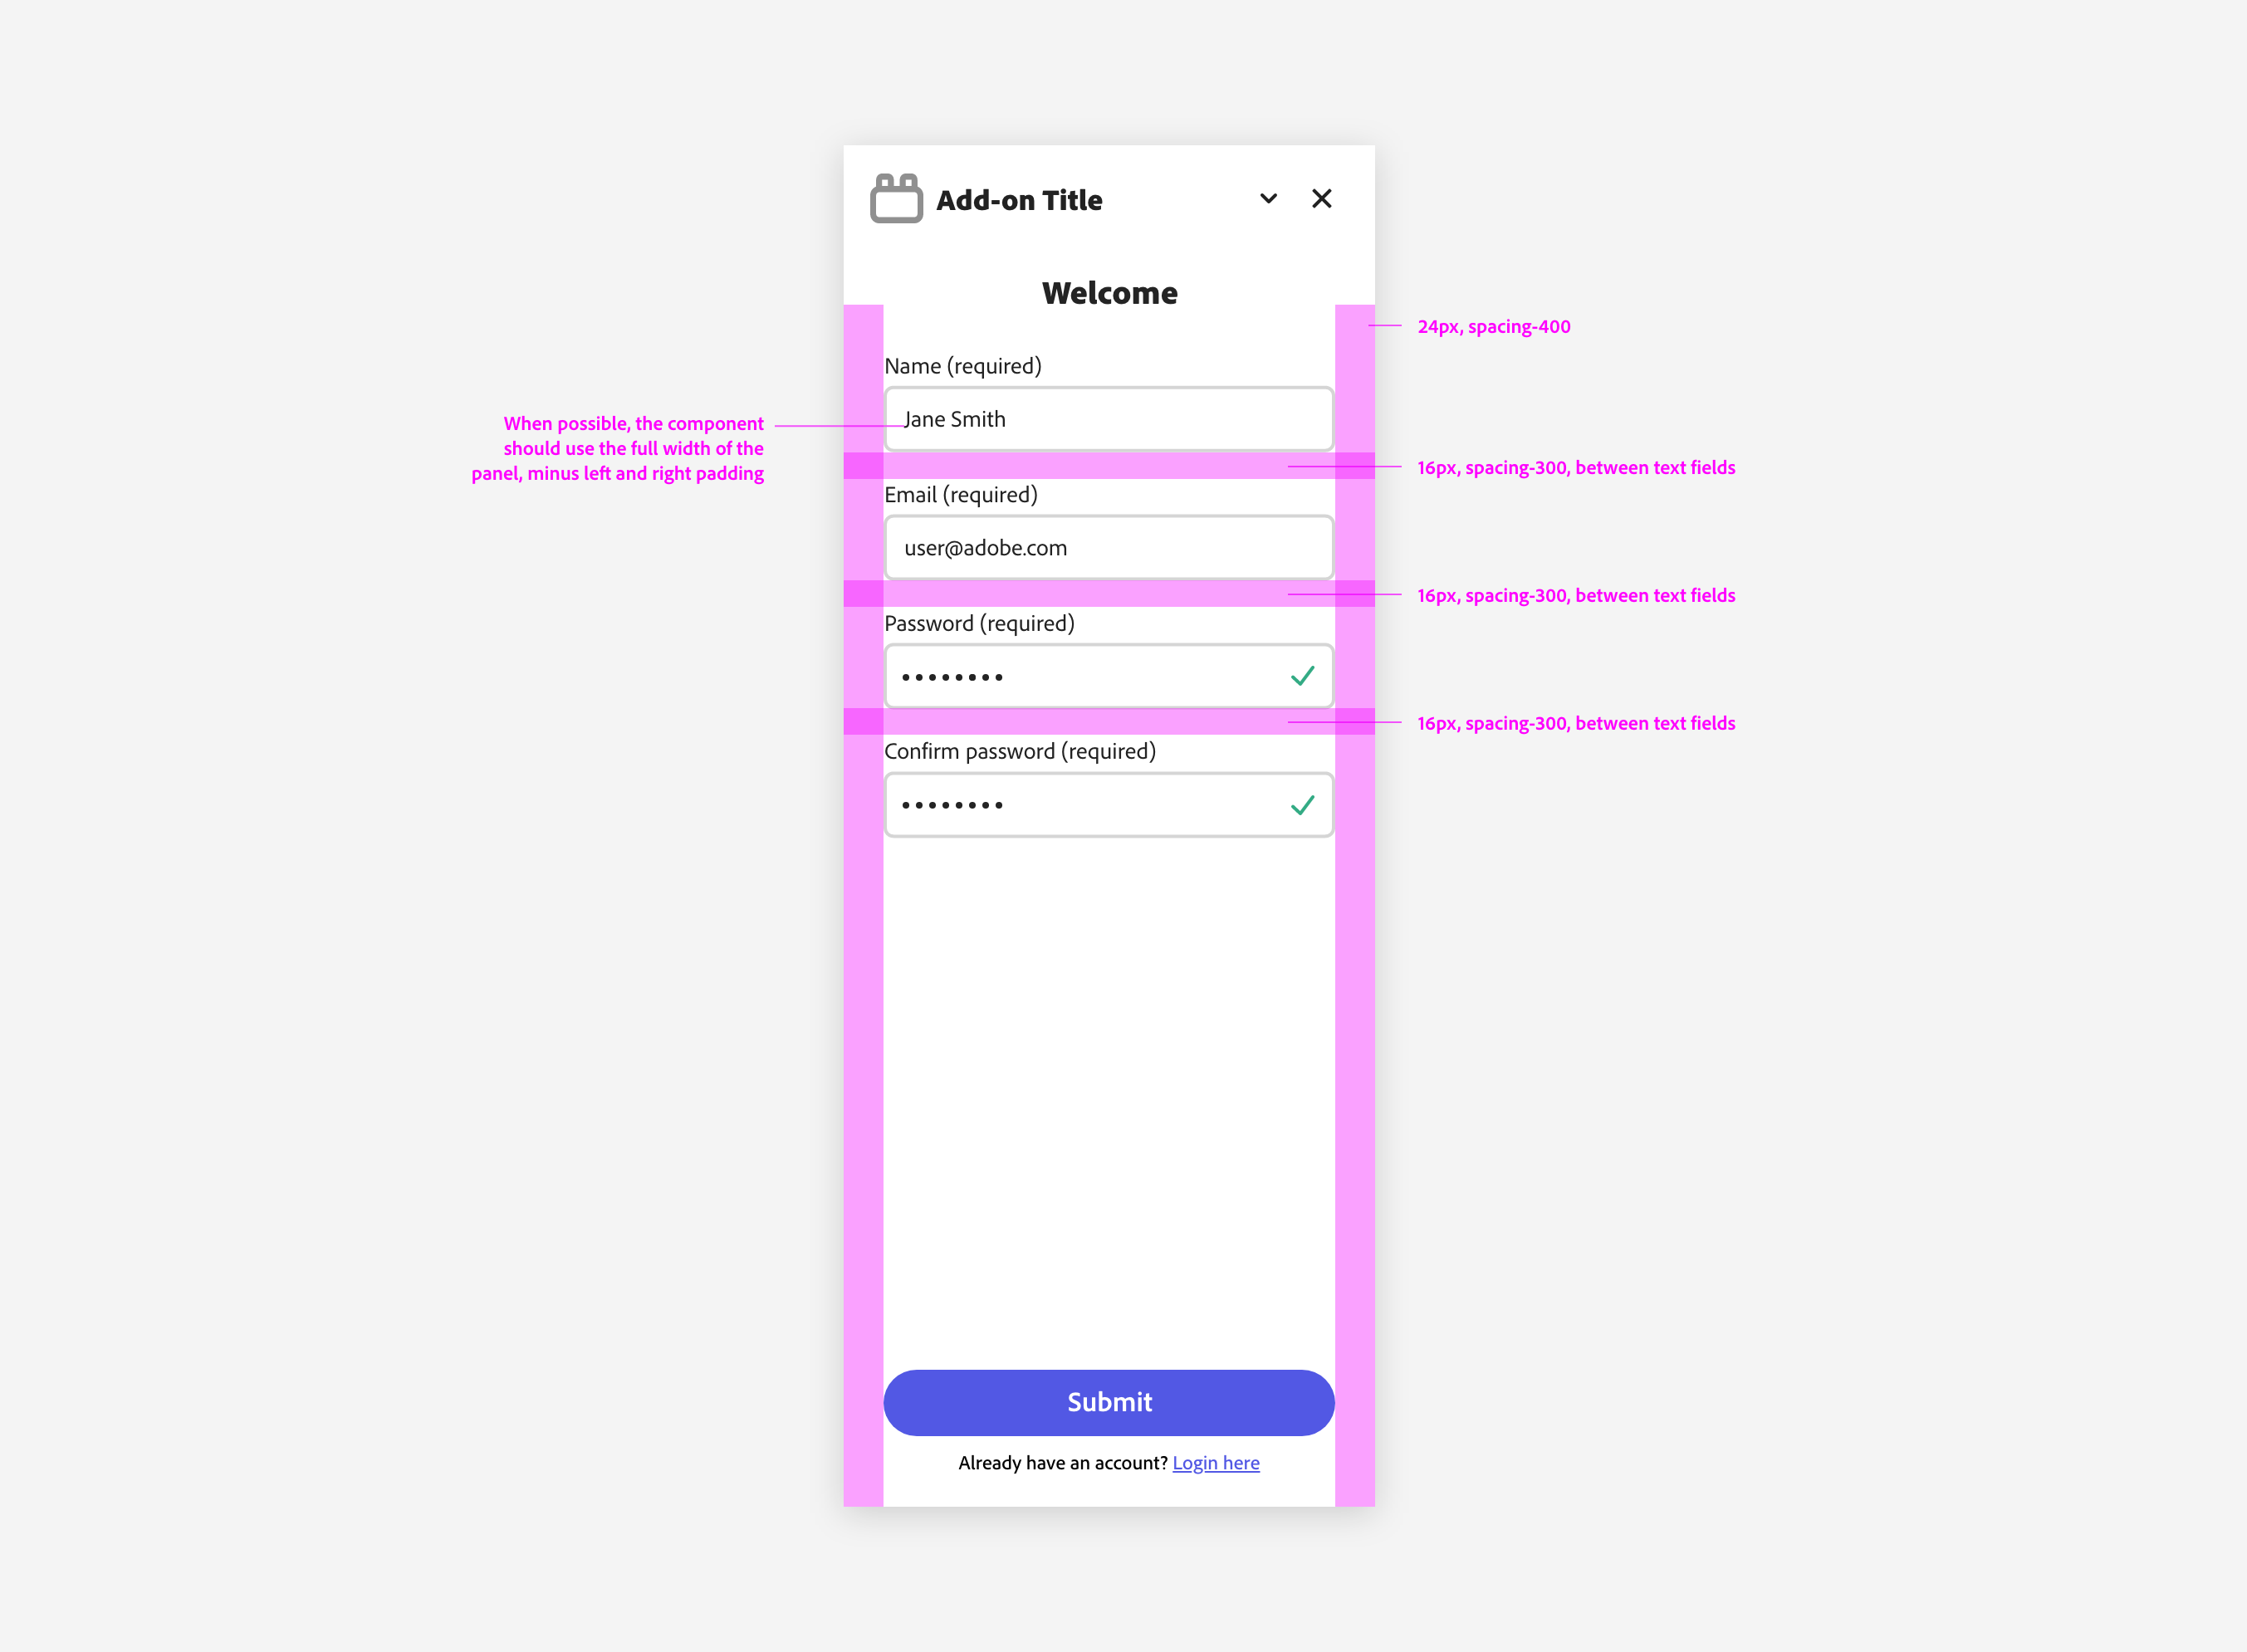 Add-on Title
Welcome
24px, spacing-400
Name (required)
Jane Smith
When possible, the component
should use the full width of the
panel, minus left and right padding
16px, spacing-300, between text fields
Email (required)
user@adobe.com
16px, spacing-300, between text fields
Password (required)
••••••••
16px, spacing-300, between text fields
Confirm password (required)
••••••••
Submit
Already have an account? Login here